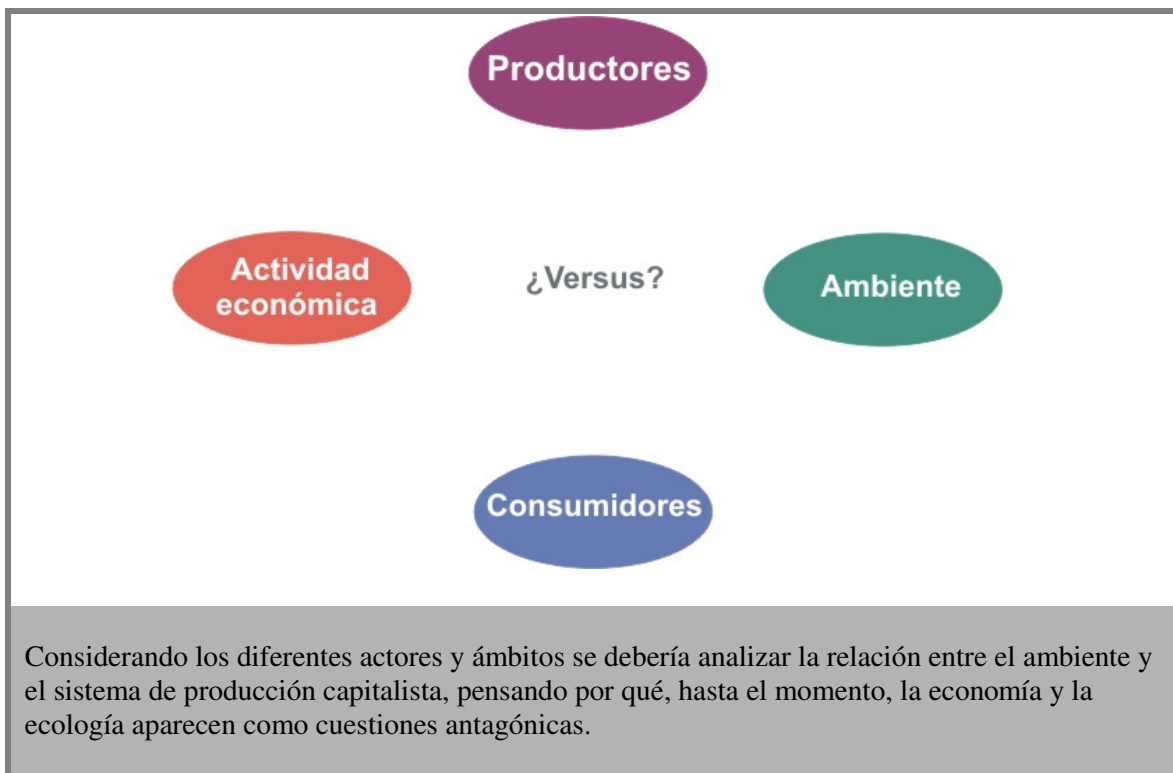 Productores
Actividad
económica
¿Versus?
Ambiente
Consumidores
Considerando los diferentes actores y ámbitos se debería analizar la relación entre el ambiente y
el sistema de producción capitalista, pensando por qué, hasta el momento, la economía y la
ecología aparecen como cuestiones antagónicas.